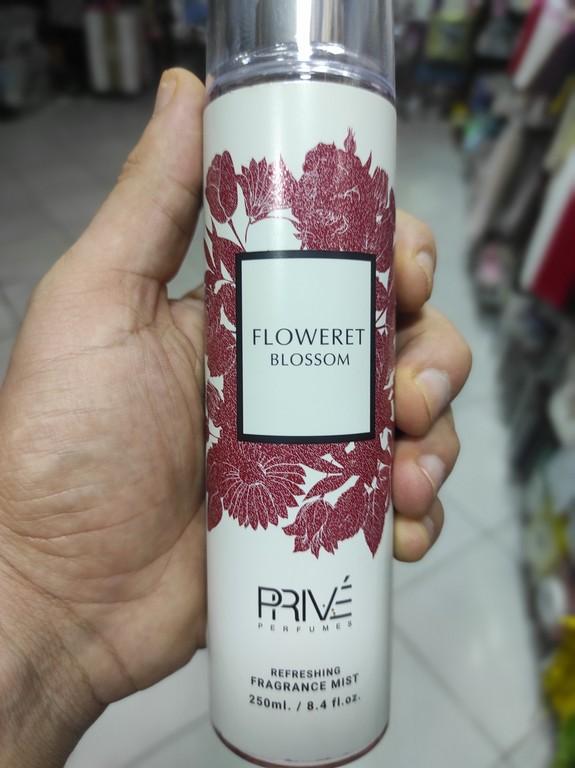 FLOWERET
BLOSSOM
PRIVÉ
PERFUMES
REFRESHING
FRAGRANCE MIST
250ml. / 8.4 fl.oz.